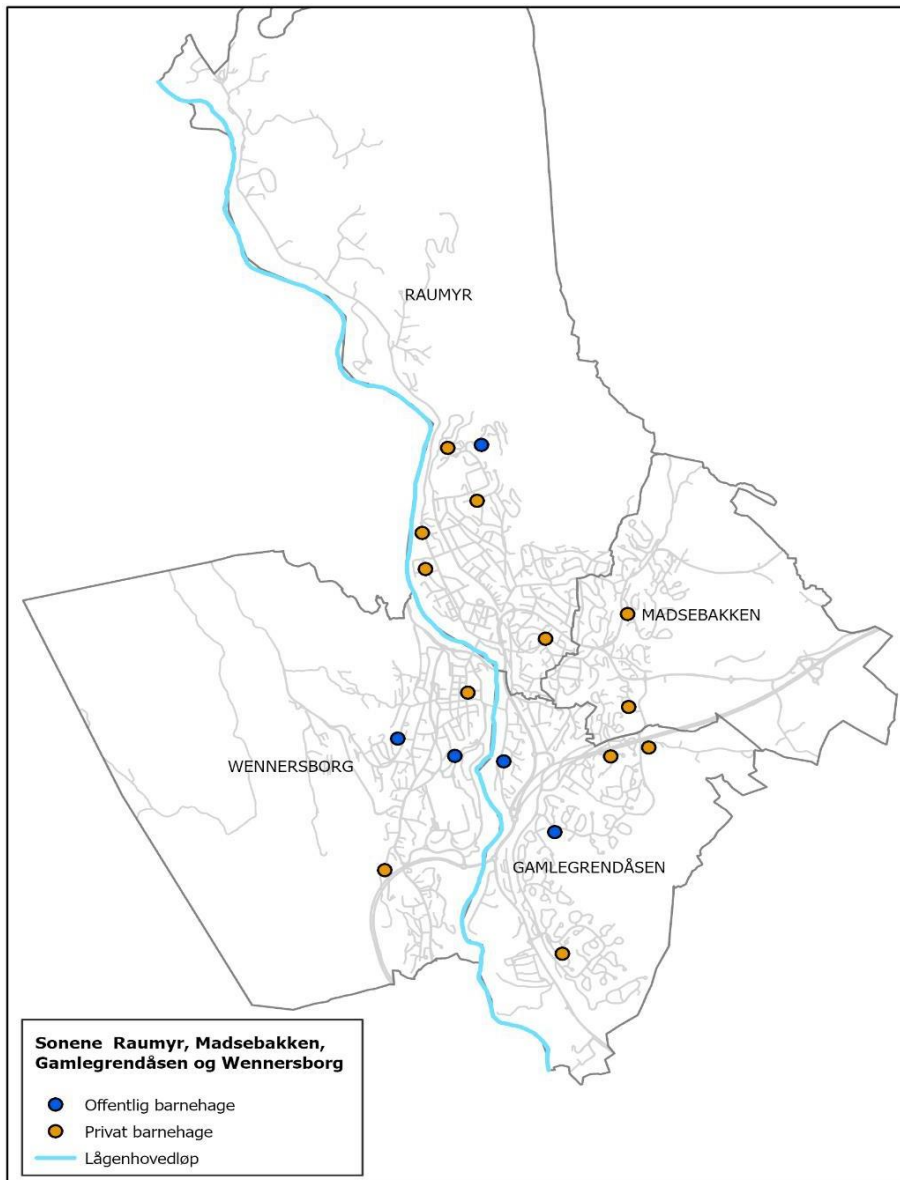 RAUMYR
MADSEBAKKEN
WENNERSBORG
GAMLEGRENDÅSEN
Sonene Raumyr, Madsebakken,
Gamlegrendåsen og Wennersborg
Offentlig barnehage
Privat barnehage
Lågenhovedløp